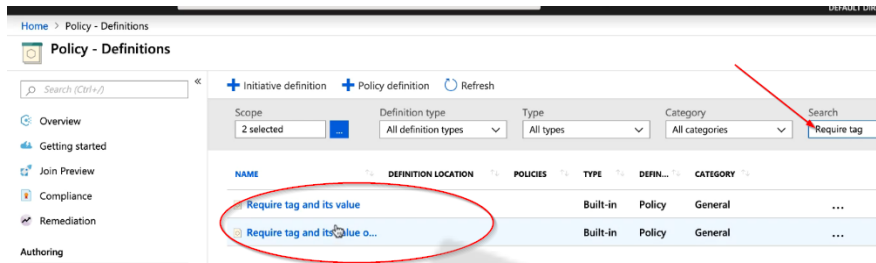 DEFAULT DIR
Home > Policy - Definitions
Policy - Definitions
Search (Ctrl+/)
«
Initiative definition Policy definition Refresh
Scope Definition type Type Category Search
2 selected ... All definition types All types All categories Require tag
Overview
Getting started
Join Preview
Compliance
Remediation
Authoring
NAME DEFINITION LOCATION POLICIES TYPE DEFIN... CATEGORY
Require tag and its value Built-in Policy General ...
Require tag and its value o... Built-in Policy General ...